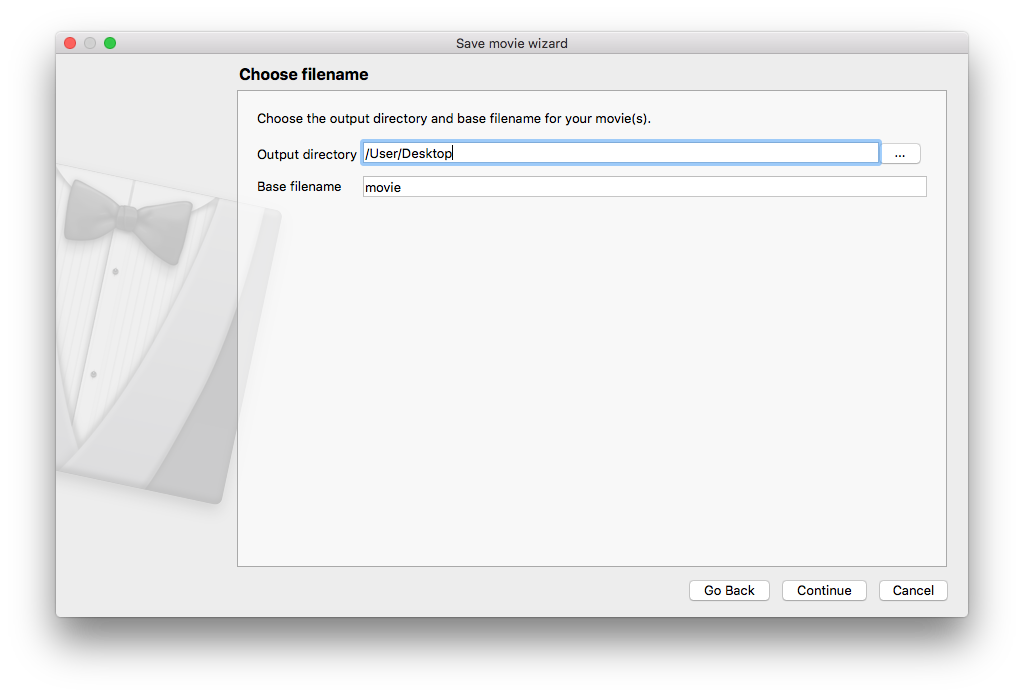 Save movie wizard
Choose filename
Choose the output directory and base filename for your movie(s).
Output directory /User/Desktop ...
Base filename movie
Go Back Continue Cancel